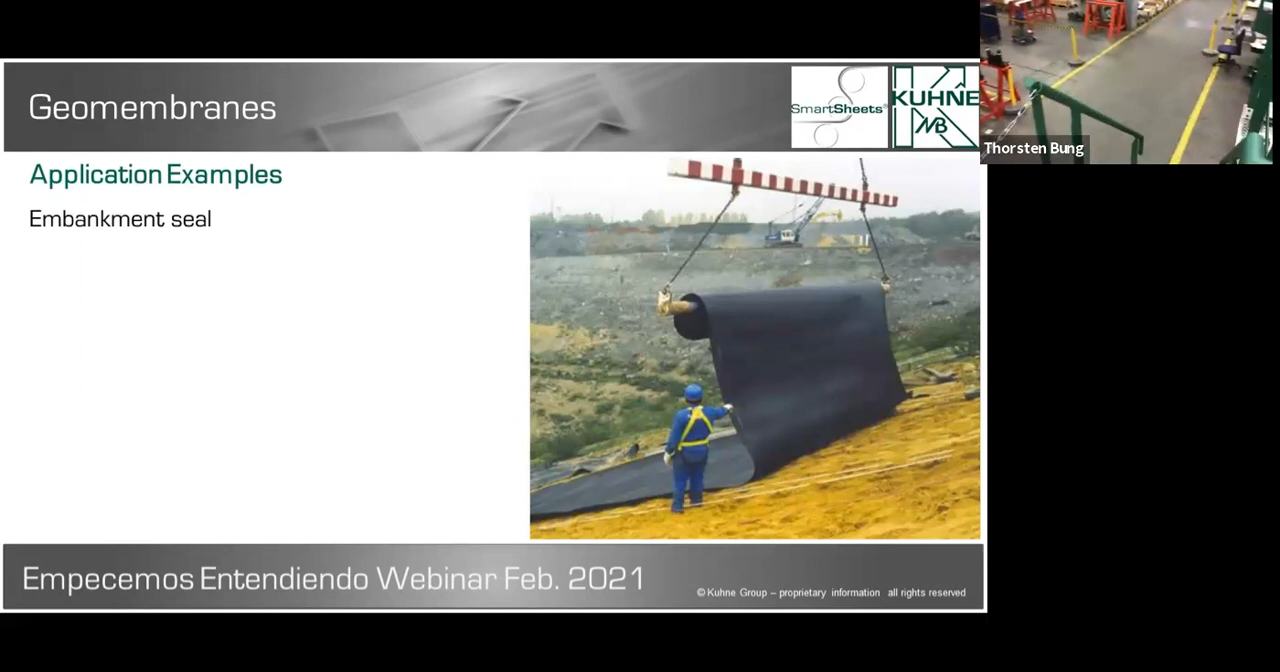 Geomembranes
SmartSheets®
KUHNE
Thorsten Bung
Application Examples
Embankment seal
Empecemos Entendiendo Webinar Feb. 2021
© Kuhne Group – proprietary information all rights reserved